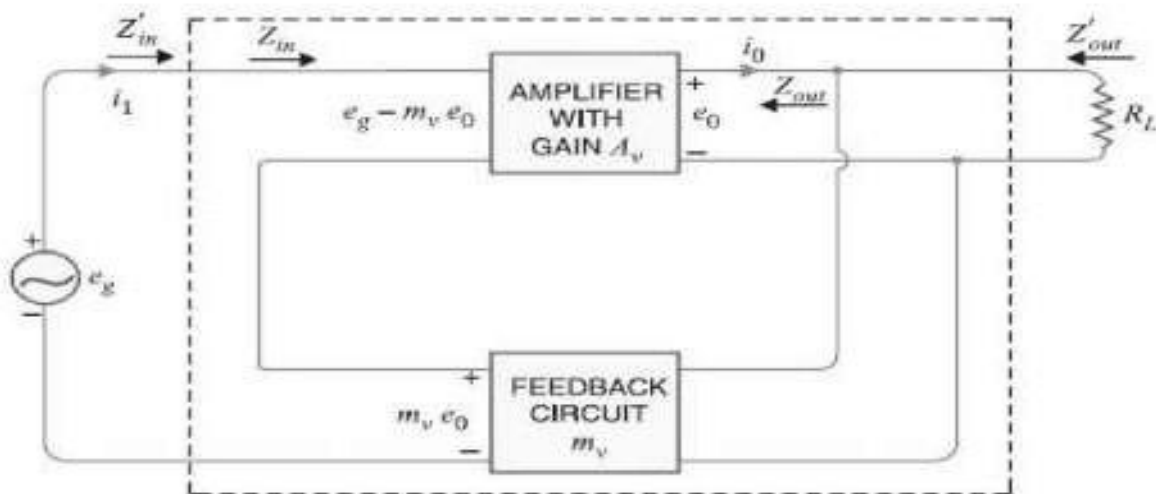 Z'in
Zin
i1
eg
eg − mv e0
AMPLIFIER
WITH
GAIN Av
i0
+
e0
−
Zout
Z'out
RL
+
−
+
mv e0
−
FEEDBACK
CIRCUIT
mv